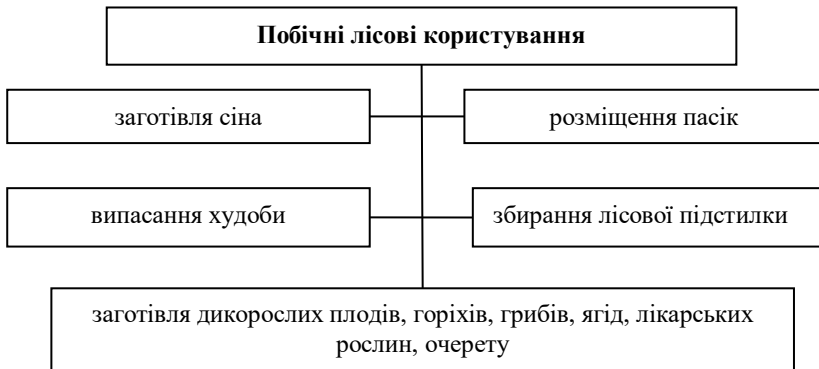 Побічні лісові користування
заготівля сіна
розміщення пасік
випасання худоби
збирання лісової підстилки
заготівля дикорослих плодів, горіхів, грибів, ягід, лікарських
рослин, очерету